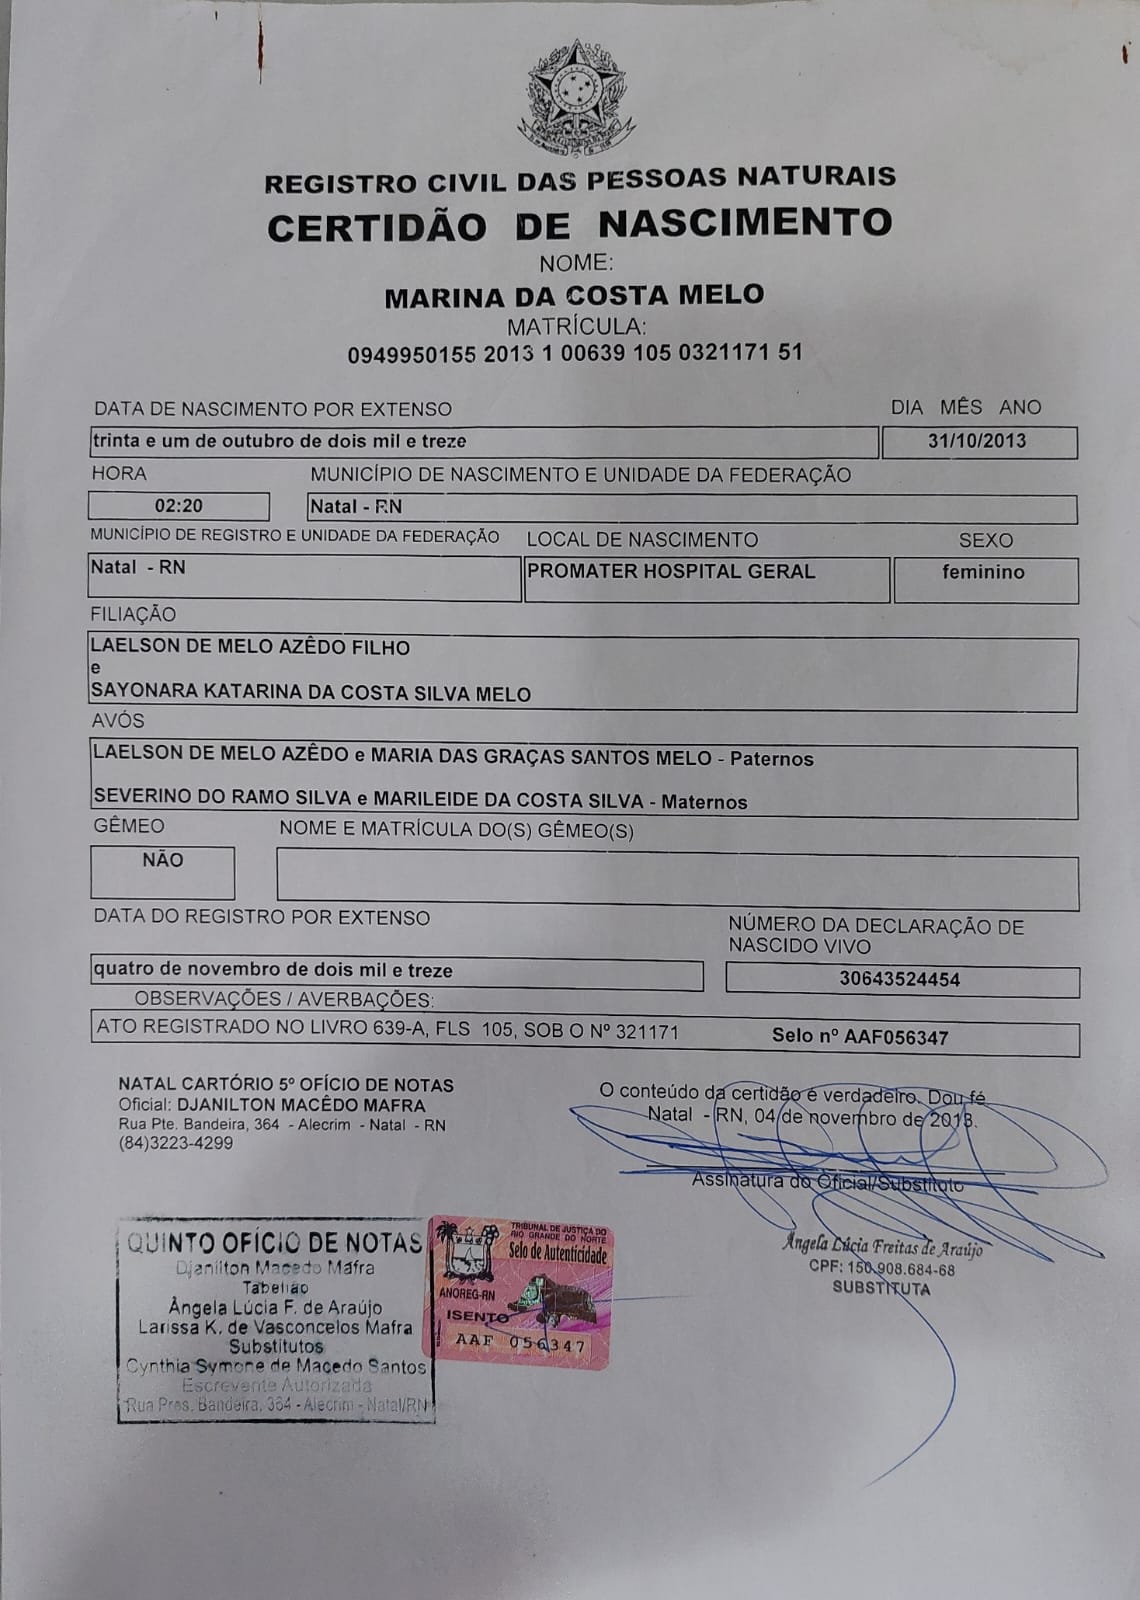 REGISTRO CIVIL DAS PESSOAS NATURAIS
CERTIDÃO DE NASCIMENTO
NOME:
MARINA DA COSTA MELO
MATRÍCULA:
0949950155 2013 1 00639 105 0321171 51
DATA DE NASCIMENTO POR EXTENSO
DIA MÊS ANO
trinta e um de outubro de dois mil e treze
31/10/2013
HORA
MUNICÍPIO DE NASCIMENTO E UNIDADE DA FEDERAÇÃO
02:20
Natal - RN
MUNICÍPIO DE REGISTRO E UNIDADE DA FEDERAÇÃO
LOCAL DE NASCIMENTO
SEXO
Natal - RN
PROMATER HOSPITAL GERAL
feminino
FILIAÇÃO
LAELSON DE MELO AZÊDO FILHO
e
SAYONARA KATARINA DA COSTA SILVA MELO
AVÓS
LAELSON DE MELO AZÊDO e MARIA DAS GRAÇAS SANTOS MELO - Paternos
SEVERINO DO RAMO SILVA e MARILEIDE DA COSTA SILVA - Maternos
GÊMEO
NOME E MATRÍCULA DO(S) GÊMEO(S)
NÃO
DATA DO REGISTRO POR EXTENSO
NÚMERO DA DECLARAÇÃO DE
NASCIDO VIVO
quatro de novembro de dois mil e treze
30643524454
OBSERVAÇÕES / AVERBAÇÕES:
ATO REGISTRADO NO LIVRO 639-A, FLS 105, SOB O Nº 321171
Selo nº AAF056347
NATAL CARTÓRIO 5º OFÍCIO DE NOTAS
Oficial: DJANILTON MACÊDO MAFRA
Rua Pte. Bandeira, 364 - Alecrim - Natal - RN
(84)3223-4299
O conteúdo da certidão é verdadeiro. Dou fé
Natal - RN, 04 de novembro de 2013.
Assinatura do Oficial/Substituto
Ângela Lúcia Freitas de Araújo
CPF: 150.908.684-68
SUBSTITUTA
QUINTO OFÍCIO DE NOTAS
Djanilton Macedo Mafra
Tabelião
Ângela Lúcia F. de Araújo
Larissa K. de Vasconcelos Mafra
Substitutos
Cynthia Symone de Macedo Santos
Escrevente Autorizada
Rua Pres. Bandeira, 364 - Alecrim - Natal/RN
TRIBUNAL DE JUSTIÇA DO
RIO GRANDE DO NORTE
Selo de Autenticidade
ANOREG-RN
ISENTO
AAF 056347